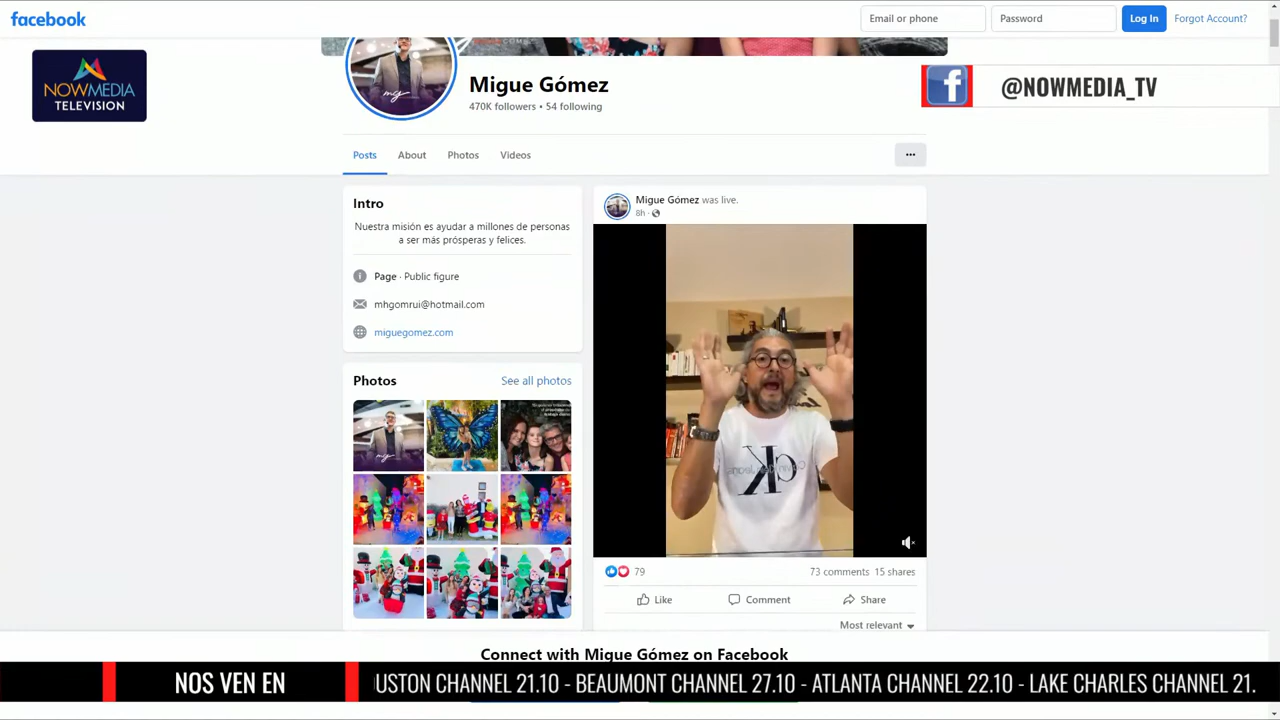 facebook
Email or phone
Password
Log In
Forgot Account?
NOWMEDIA
TELEVISION
@NOWMEDIA_TV
Migue Gómez
470K followers • 54 following
Posts
About
Photos
Videos
Intro
Nuestra misión es ayudar a millones de personas
a ser más prósperas y felices.
Page · Public figure
mhgomrui@hotmail.com
miguegomez.com
Photos
See all photos
Migue Gómez was live.
8h ·
79
73 comments 15 shares
Like
Comment
Share
Most relevant
Connect with Migue Gómez on Facebook
NOS VEN EN
USTON CHANNEL 21.10 - BEAUMONT CHANNEL 27.10 - ATLANTA CHANNEL 22.10 - LAKE CHARLES CHANNEL 21.